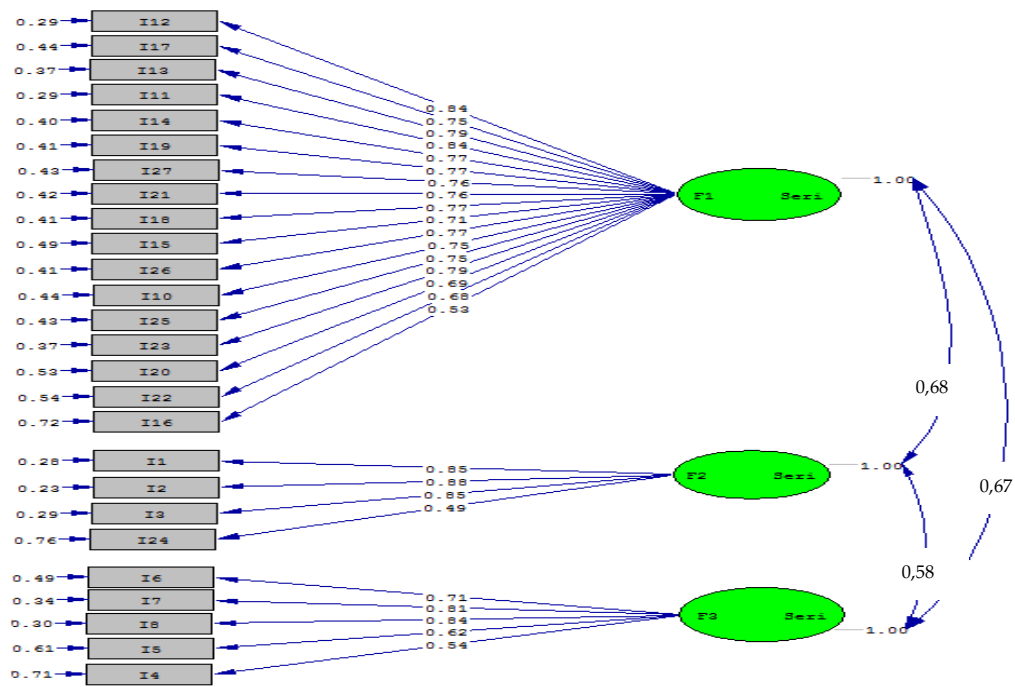 0.29 I12
0.44 I17
0.37 I13
0.29 I11
0.40 I14
0.41 I19
0.43 I27
0.42 I21
0.41 I18
0.49 I15
0.41 I26
0.44 I10
0.43 I25
0.37 I23
0.53 I20
0.54 I22
0.72 I16
0.84
0.75
0.79
0.84
0.77
0.77
0.76
0.76
0.77
0.71
0.77
0.75
0.75
0.79
0.69
0.68
0.53
F1 Seri 1.00
0,68
0.28 I1
0.23 I2
0.29 I3
0.76 I24
0.85
0.88
0.85
0.49
F2 Seri 1.00
0,67
0,58
0.49 I6
0.34 I7
0.30 I8
0.61 I5
0.71 I4
0.71
0.81
0.84
0.62
0.54
F3 Seri 1.00